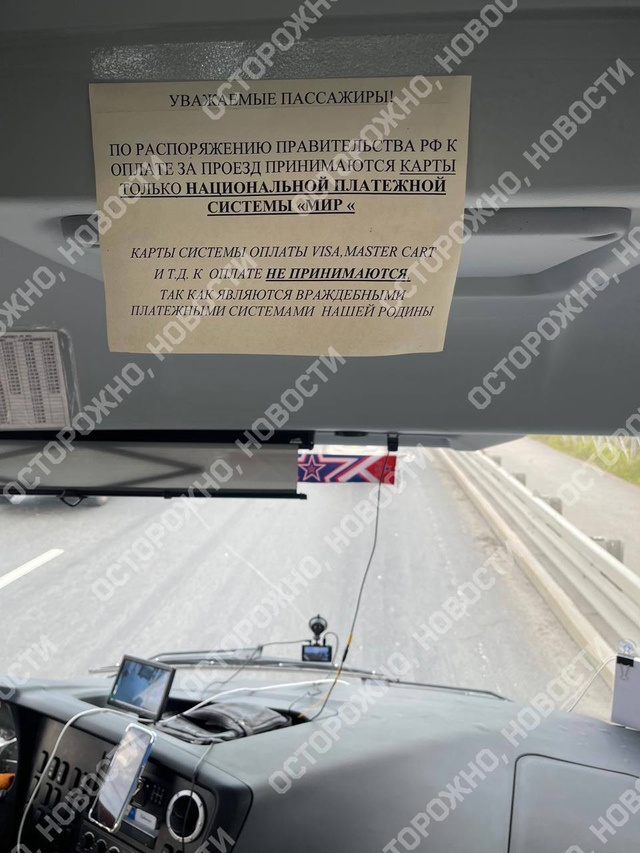 УВАЖАЕМЫЕ ПАССАЖИРЫ!
ПО РАСПОРЯЖЕНИЮ ПРАВИТЕЛЬСТВА РФ К
ОПЛАТЕ ЗА ПРОЕЗД ПРИНИМАЮТСЯ КАРТЫ
ТОЛЬКО НАЦИОНАЛЬНОЙ ПЛАТЕЖНОЙ
СИСТЕМЫ «МИР «
КАРТЫ СИСТЕМЫ ОПЛАТЫ VISA,MASTER CART
И Т.Д. К ОПЛАТЕ НЕ ПРИНИМАЮТСЯ,
ТАК КАК ЯВЛЯЮТСЯ ВРАЖДЕБНЫМИ
ПЛАТЕЖНЫМИ СИСТЕМАМИ НАШЕЙ РОДИНЫ
ОСТОРОЖНО, НОВОСТИ